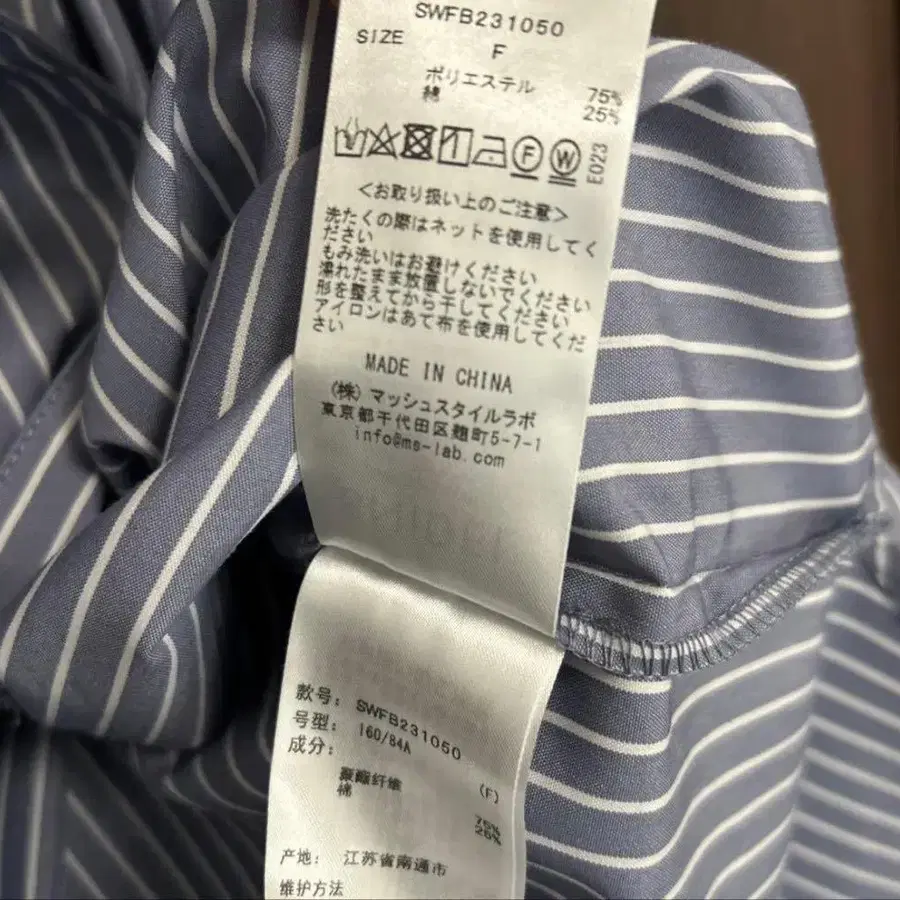 SWFB231050
SIZE F
ポリエステル 75%
綿 25%
F W E023
<お取り扱い上のご注意>
洗たくの際はネットを使用してく
ださい
もみ洗いはお避けください
濡れたまま放置しないでください
形を整えてから干してください
アイロンはあて布を使用してくだ
さい
MADE IN CHINA
(株) マッシュスタイルラボ
東京都千代田区麹町5-7-1
info@ms-lab.com
款号: SWFB231050
号型: 160/84A (F)
成分:
聚酯纤维 75%
棉 25%
产地: 江苏省南通市
维护方法